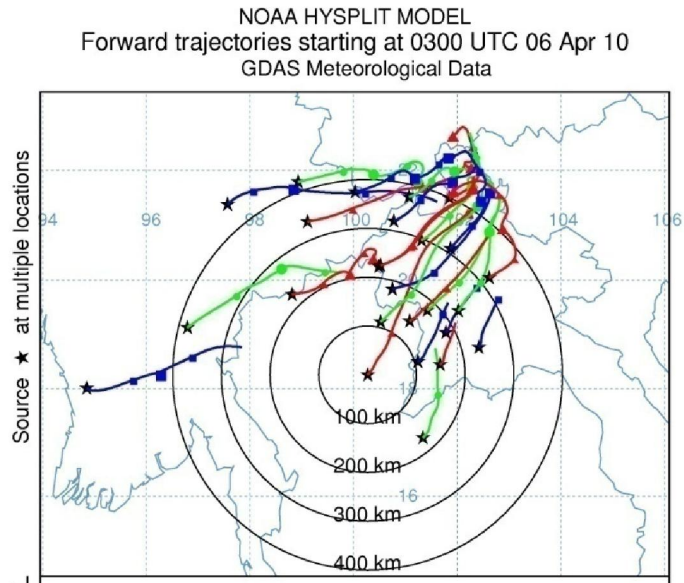 NOAA HYSPLIT MODEL
Forward trajectories starting at 0300 UTC 06 Apr 10
GDAS Meteorological Data
Source ★ at multiple locations
94 96 98 100 102 104 106
100 km
200 km
16
300 km
400 km